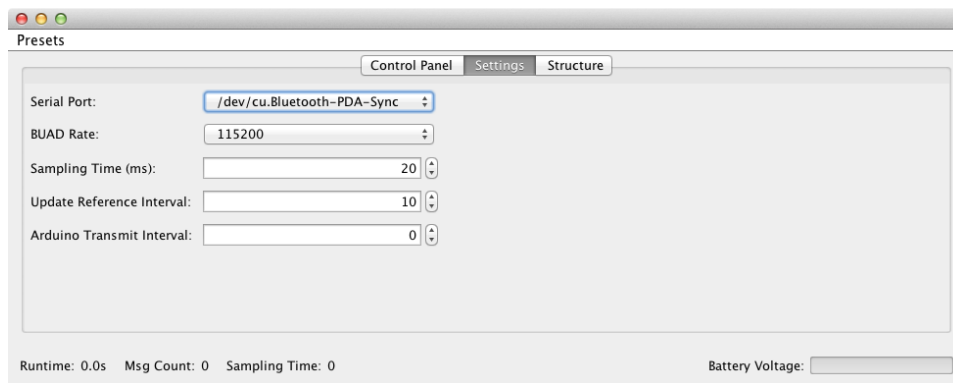 Presets
Control Panel Settings Structure
Serial Port: /dev/cu.Bluetooth-PDA-Sync
BUAD Rate: 115200
Sampling Time (ms): 20
Update Reference Interval: 10
Arduino Transmit Interval: 0
Runtime: 0.0s Msg Count: 0 Sampling Time: 0 Battery Voltage: